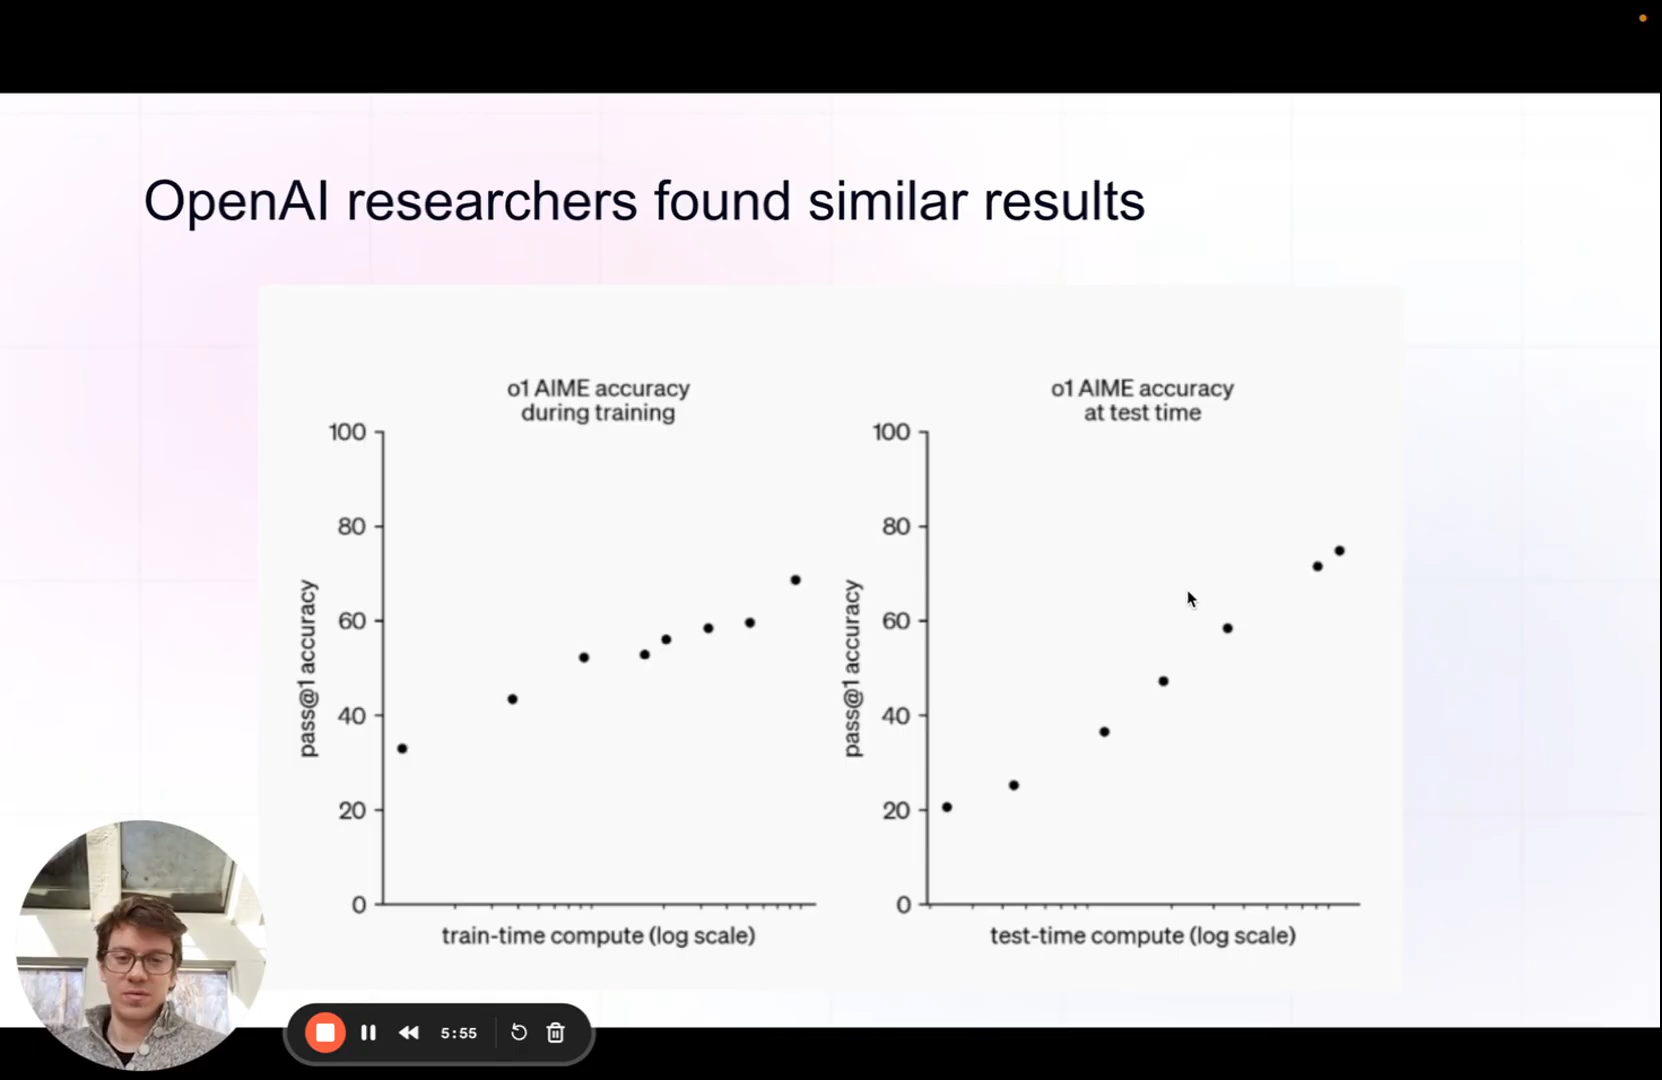 OpenAI researchers found similar results
o1 AIME accuracy
during training
100
80
60
40
20
0
pass@1 accuracy
train-time compute (log scale)
o1 AIME accuracy
at test time
100
80
60
40
20
0
pass@1 accuracy
test-time compute (log scale)
5:55